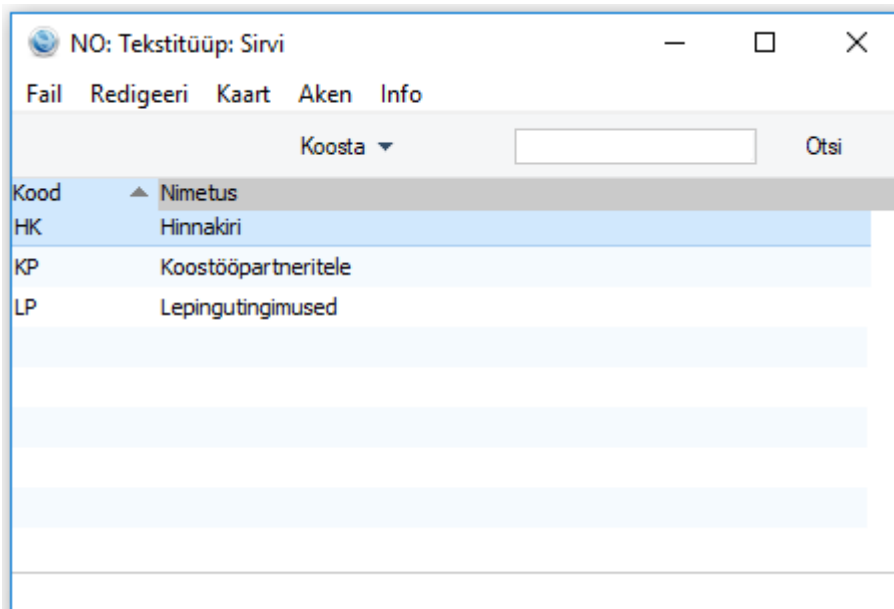 NO: Tekstitüüp: Sirvi
Fail Redigeeri Kaart Aken Info
Koosta Otsi
Kood Nimetus
HK Hinnakiri
KP Koostööpartneritele
LP Lepingutingimused